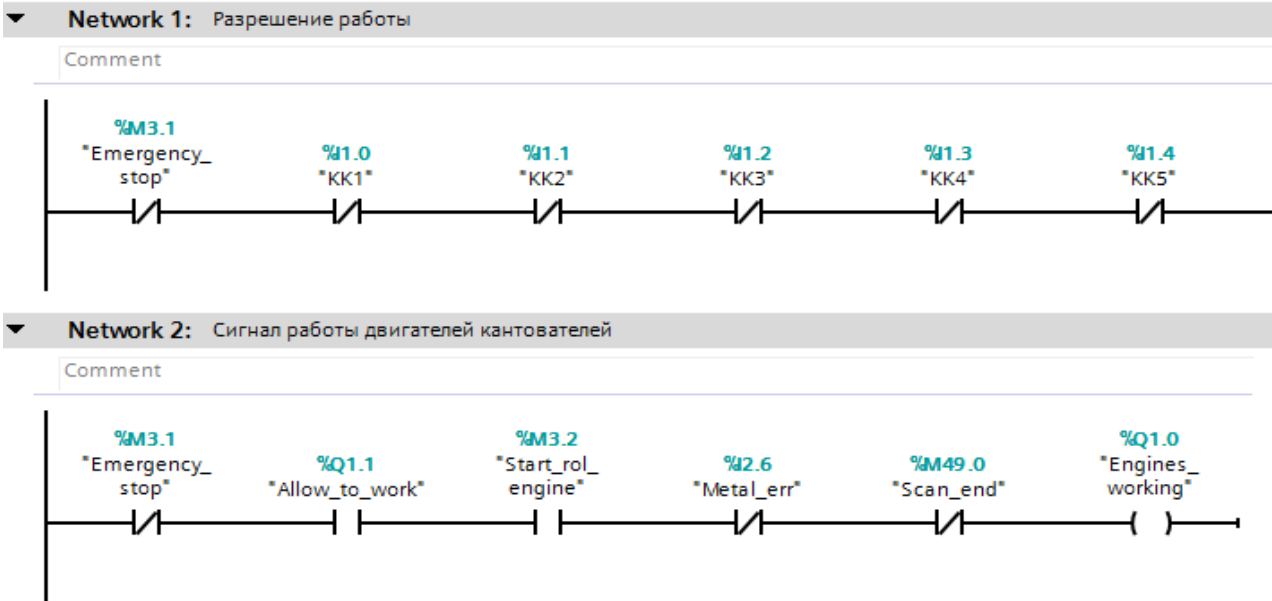 Network 1: Разрешение работы
Comment
%M3.1
"Emergency_
stop"
%I1.0
"KK1"
%I1.1
"KK2"
%I1.2
"KK3"
%I1.3
"KK4"
%I1.4
"KK5"
Network 2: Сигнал работы двигателей кантователей
Comment
%M3.1
"Emergency_
stop"
%Q1.1
"Allow_to_work"
%M3.2
"Start_rol_
engine"
%I2.6
"Metal_err"
%M49.0
"Scan_end"
%Q1.0
"Engines_
working"